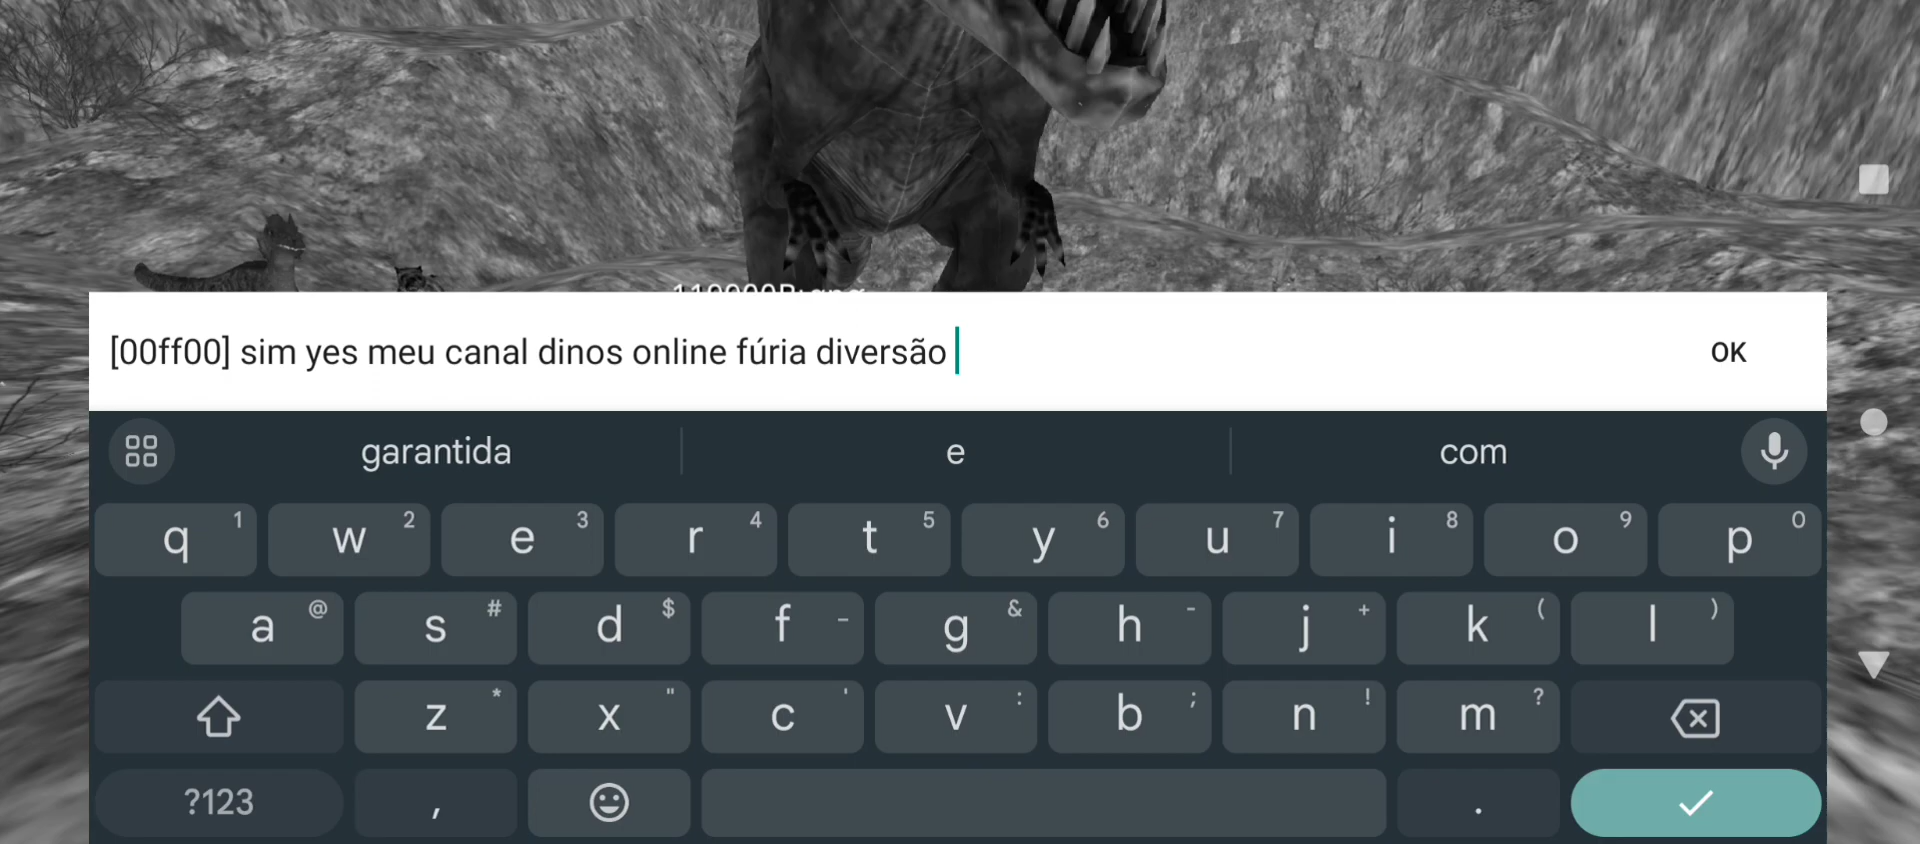 [00ff00] sim yes meu canal dinos online fúria diversão
OK
garantida e com
q 1 w 2 e 3 r 4 t 5 y 6 u 7 i 8 o 9 p 0
a @ s # d $ f _ g & h - j + k ( l )
z * x " c ' v : b ; n ! m ?
?123 , .